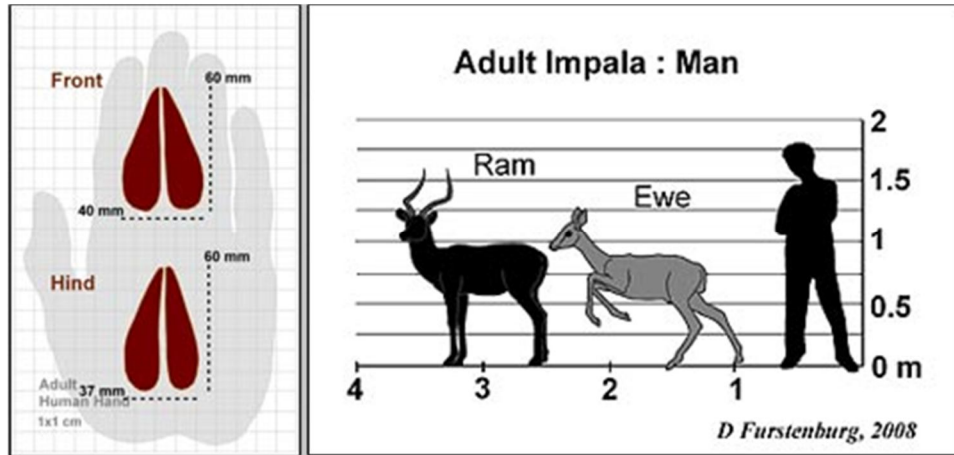 Front
60 mm
40 mm
Hind
60 mm
37 mm
Adult
Human Hand
1x1 cm
Adult Impala : Man
Ram
Ewe
2
1.5
1
0.5
0 m
4
3
2
1
D Furstenburg, 2008